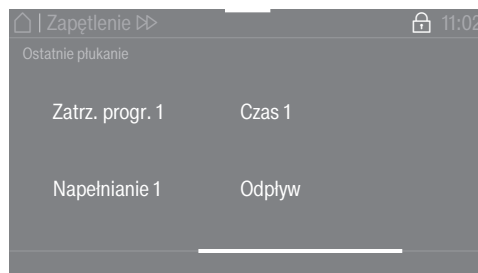 Zapętlenie 11:02
Ostatnie płukanie
Zatrz. progr. 1 Czas 1
Napełnianie 1 Odpływ